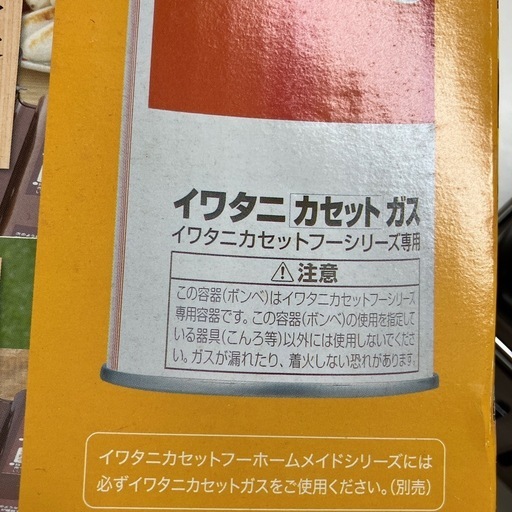 イワタニカセットガス
イワタニカセットフーシリーズ専用
⚠注意
この容器(ボンベ)はイワタニカセットフーシリーズ
専用容器です。この容器(ボンベ)の使用を指定して
いる器具(こんろ等)以外には使用しないでくださ
い。ガスが漏れたり、着火しない恐れがあります。
イワタニカセットフーホームメイドシリーズには
必ずイワタニカセットガスをご使用ください。(別売)